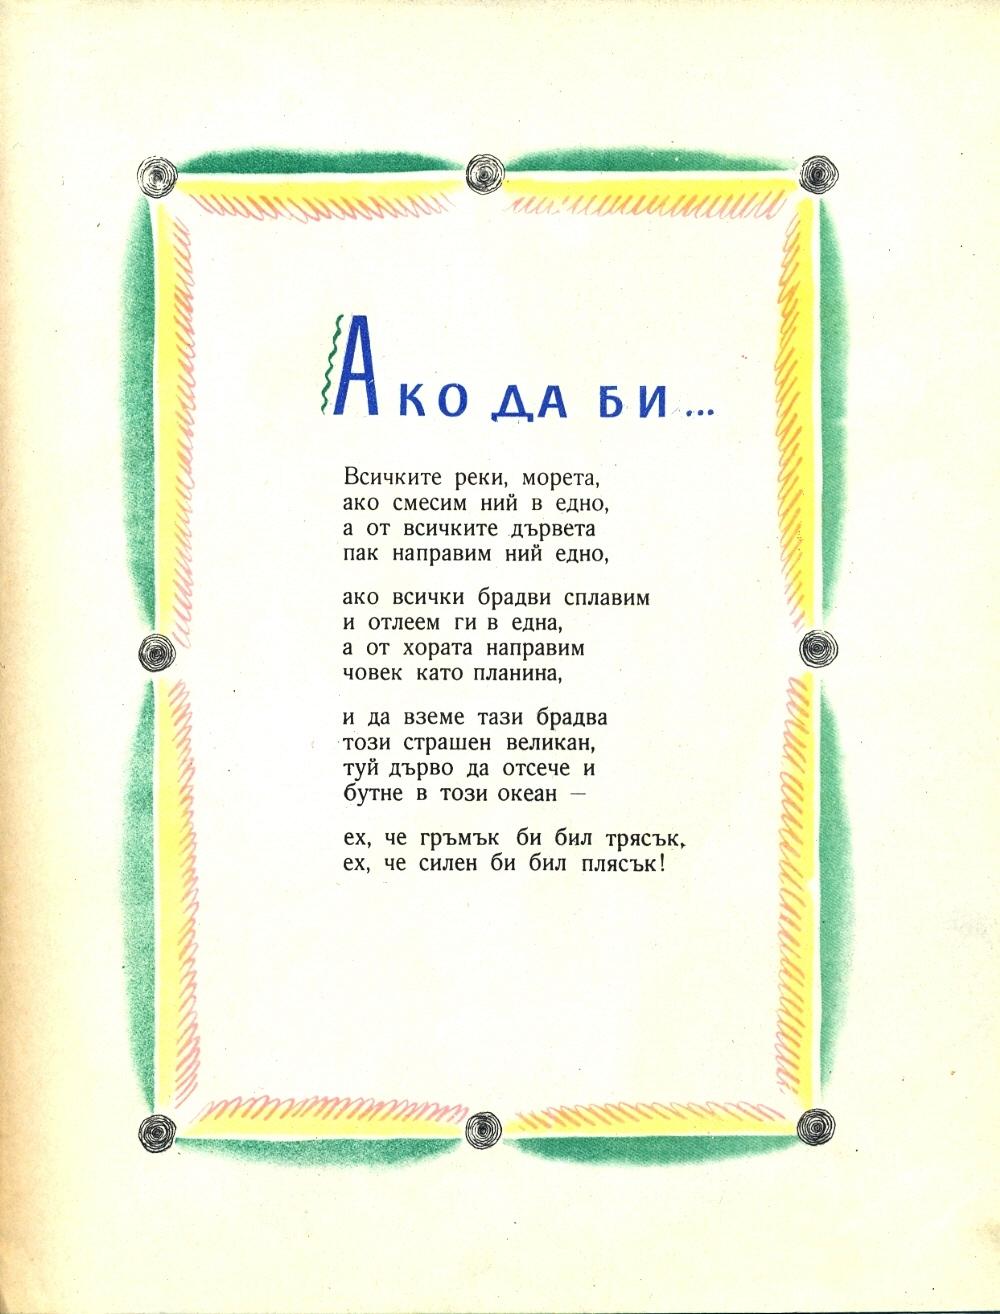 Ако да би...
Всичките реки, морета,
ако смесим ний в едно,
а от всичките дървета
пак направим ний едно,
ако всички брадви сплавим
и отлеем ги в една,
а от хората направим
човек като планина,
и да вземе тази брадва
този страшен великан,
туй дърво да отсече и
бутне в този океан —
ех, че гръмък би бил трясък,
ех, че силен би бил плясък!